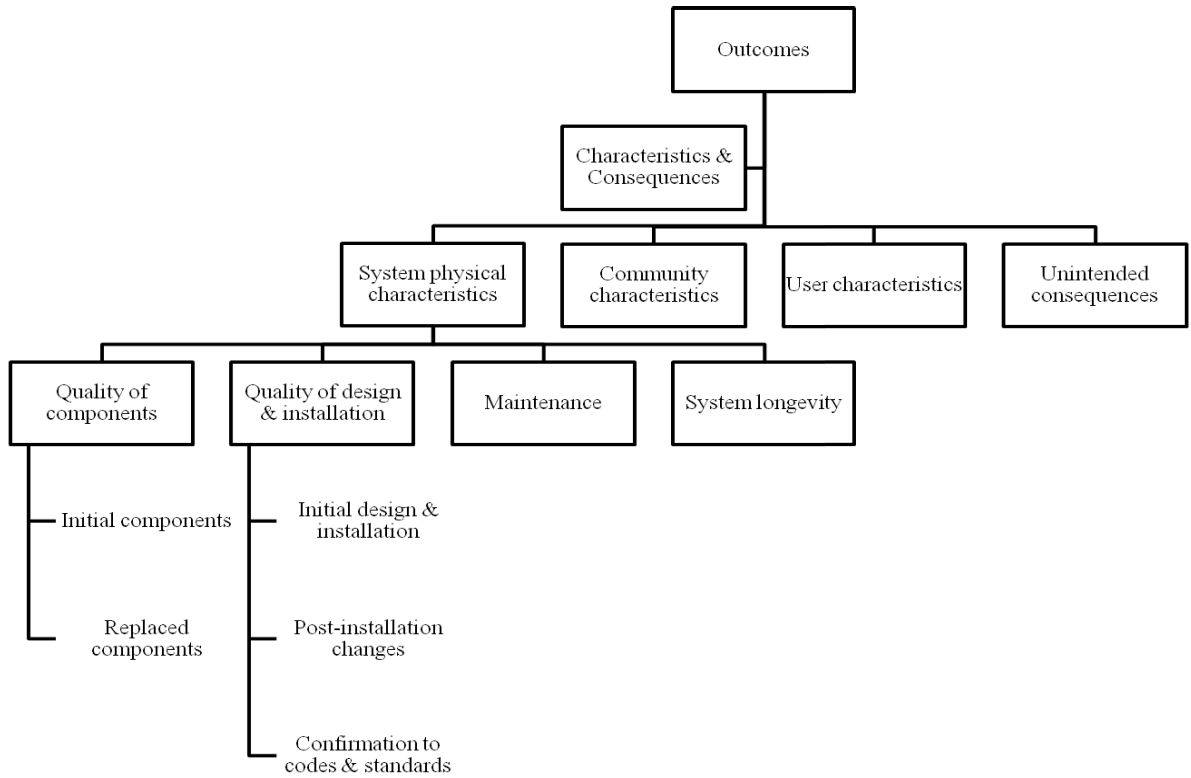 Outcomes
Characteristics &
Consequences
System physical
characteristics
Community
characteristics
User characteristics
Unintended
consequences
Quality of
components
Quality of design
& installation
Maintenance
System longevity
Initial components
Replaced
components
Initial design &
installation
Post-installation
changes
Confirmation to
codes & standards